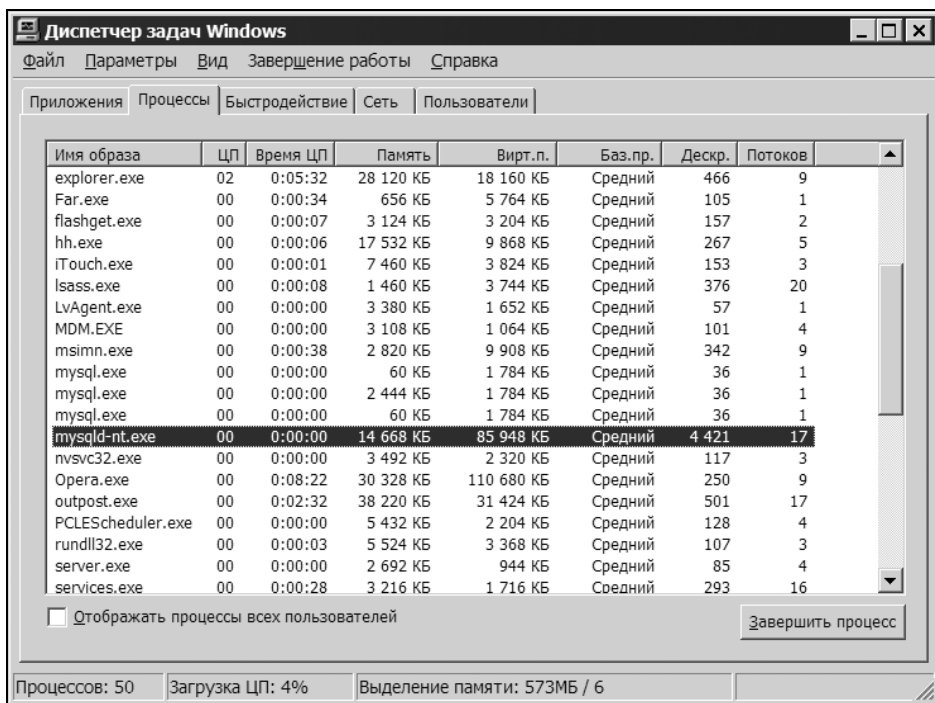 Диспетчер задач Windows
Файл Параметры Вид Завершение работы Справка
Приложения Процессы Быстродействие Сеть Пользователи
Имя образа ЦП Время ЦП Память Вирт.п. Баз.пр. Дескр. Потоков
explorer.exe 02 0:05:32 28 120 КБ 18 160 КБ Средний 466 9
Far.exe 00 0:00:34 656 КБ 5 764 КБ Средний 105 1
flashget.exe 00 0:00:07 3 124 КБ 3 204 КБ Средний 157 2
hh.exe 00 0:00:06 17 532 КБ 9 868 КБ Средний 267 5
iTouch.exe 00 0:00:01 7 460 КБ 3 824 КБ Средний 153 3
lsass.exe 00 0:00:08 1 460 КБ 3 744 КБ Средний 376 20
LvAgent.exe 00 0:00:00 3 380 КБ 1 652 КБ Средний 57 1
MDM.EXE 00 0:00:00 3 108 КБ 1 064 КБ Средний 101 4
msimn.exe 00 0:00:38 2 820 КБ 9 908 КБ Средний 342 9
mysql.exe 00 0:00:00 60 КБ 1 784 КБ Средний 36 1
mysql.exe 00 0:00:00 2 444 КБ 1 784 КБ Средний 36 1
mysql.exe 00 0:00:00 60 КБ 1 784 КБ Средний 36 1
mysqld-nt.exe 00 0:00:00 14 668 КБ 85 948 КБ Средний 4 421 17
nvsvc32.exe 00 0:00:00 3 492 КБ 2 320 КБ Средний 117 3
Opera.exe 00 0:08:22 30 328 КБ 110 680 КБ Средний 250 9
outpost.exe 00 0:02:32 38 220 КБ 31 424 КБ Средний 501 17
PCLEScheduler.exe 00 0:00:00 5 432 КБ 2 204 КБ Средний 128 4
rundll32.exe 00 0:00:03 5 524 КБ 3 368 КБ Средний 107 3
server.exe 00 0:00:00 2 692 КБ 944 КБ Средний 85 4
services.exe 00 0:00:28 3 216 КБ 1 716 КБ Средний 293 16
Отображать процессы всех пользователей
Завершить процесс
Процессов: 50 Загрузка ЦП: 4% Выделение памяти: 573МБ / 6